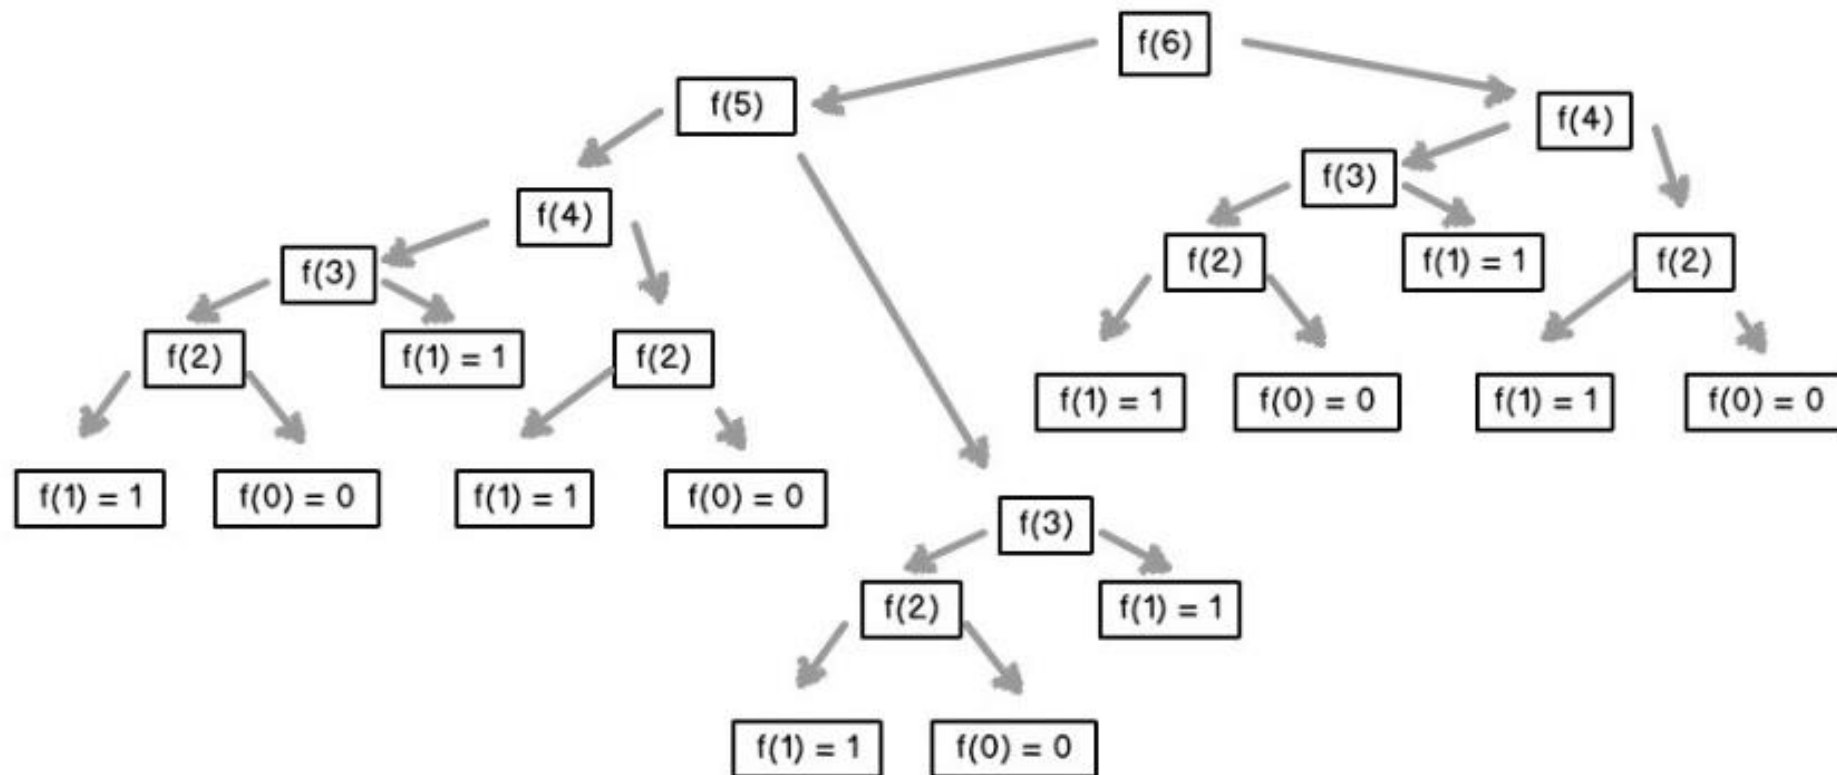 f(6)
f(5)
f(4)
f(4)
f(3)
f(3)
f(2)
f(1) = 1
f(2)
f(2)
f(1) = 1
f(2)
f(1) = 1
f(0) = 0
f(1) = 1
f(0) = 0
f(1) = 1
f(0) = 0
f(1) = 1
f(0) = 0
f(3)
f(2)
f(1) = 1
f(1) = 1
f(0) = 0